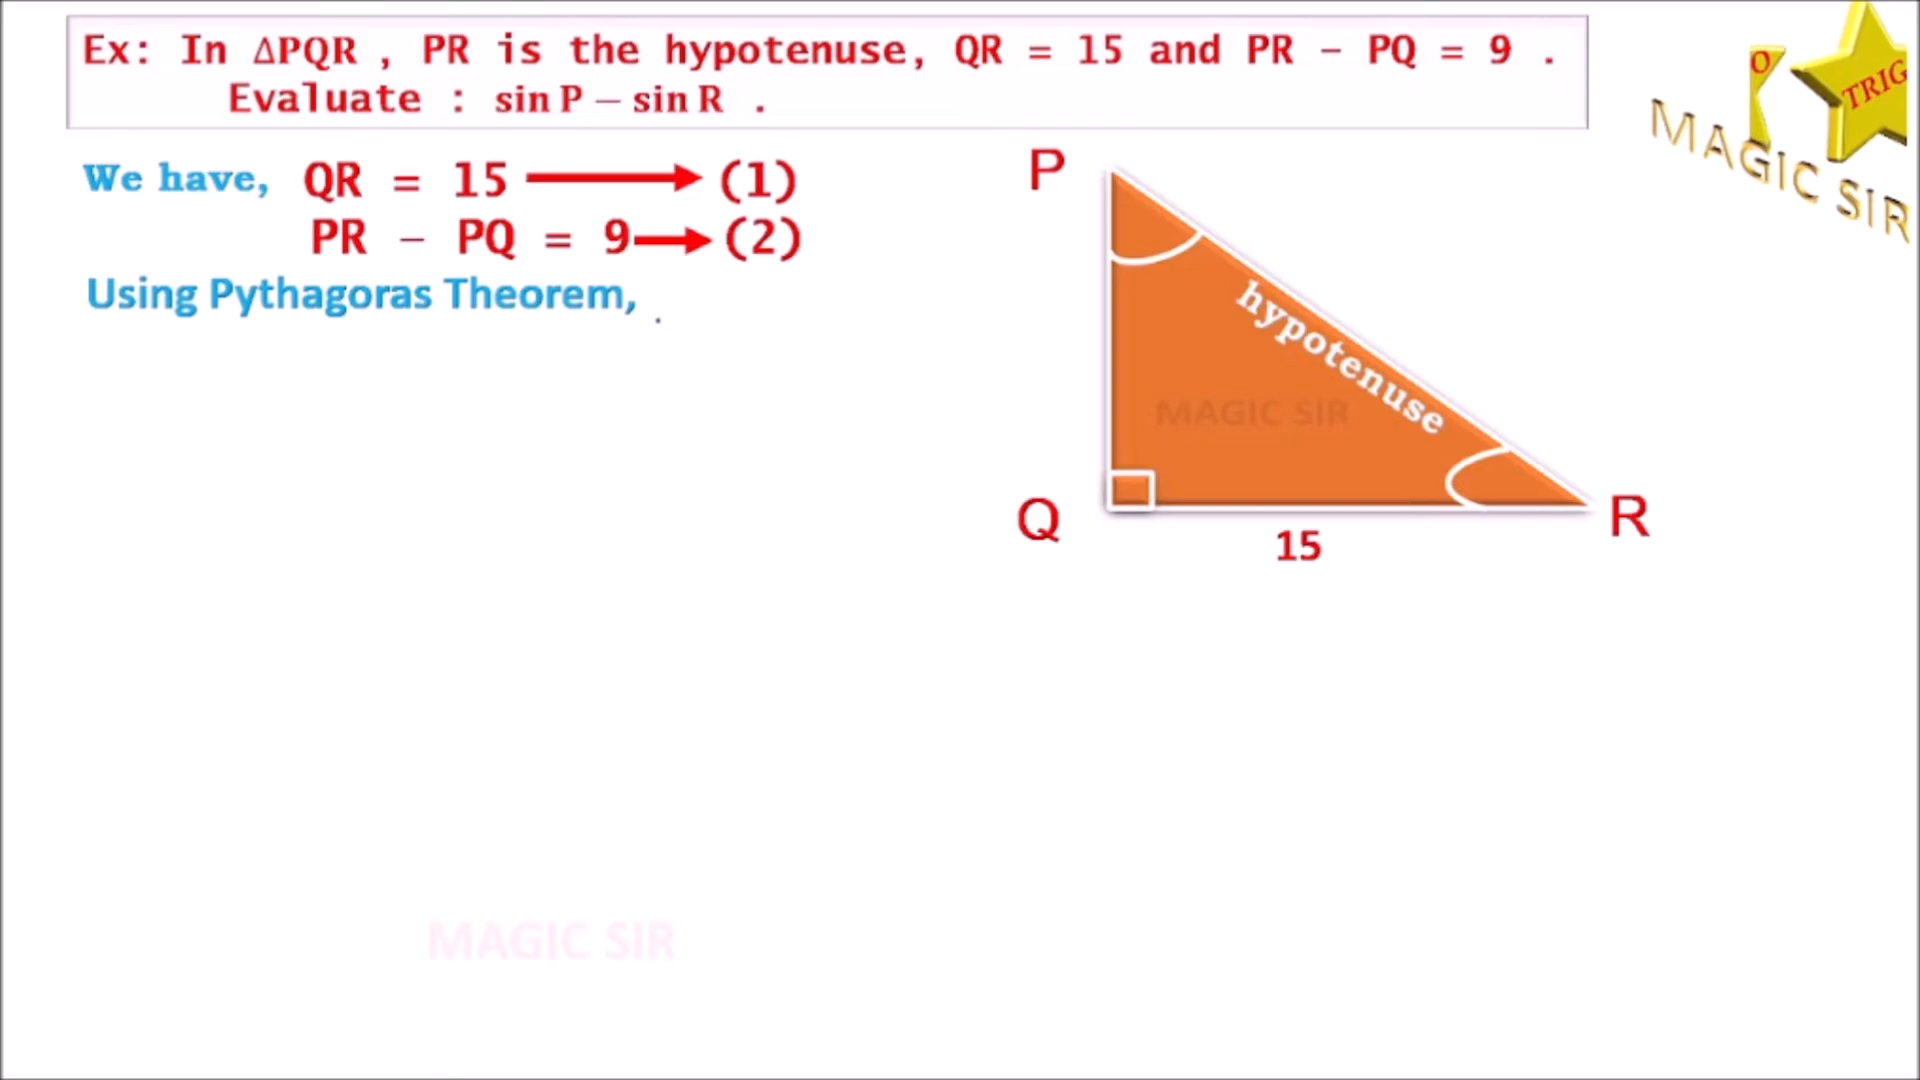 Ex: In ΔPQR , PR is the hypotenuse, QR = 15 and PR − PQ = 9 .
Evaluate : sin P − sin R .
We have, QR = 15 → (1)
PR − PQ = 9 → (2)
Using Pythagoras Theorem, .
P
hypotenuse
MAGIC SIR
Q
R
15
O
TRIG
MAGIC SIR
MAGIC SIR